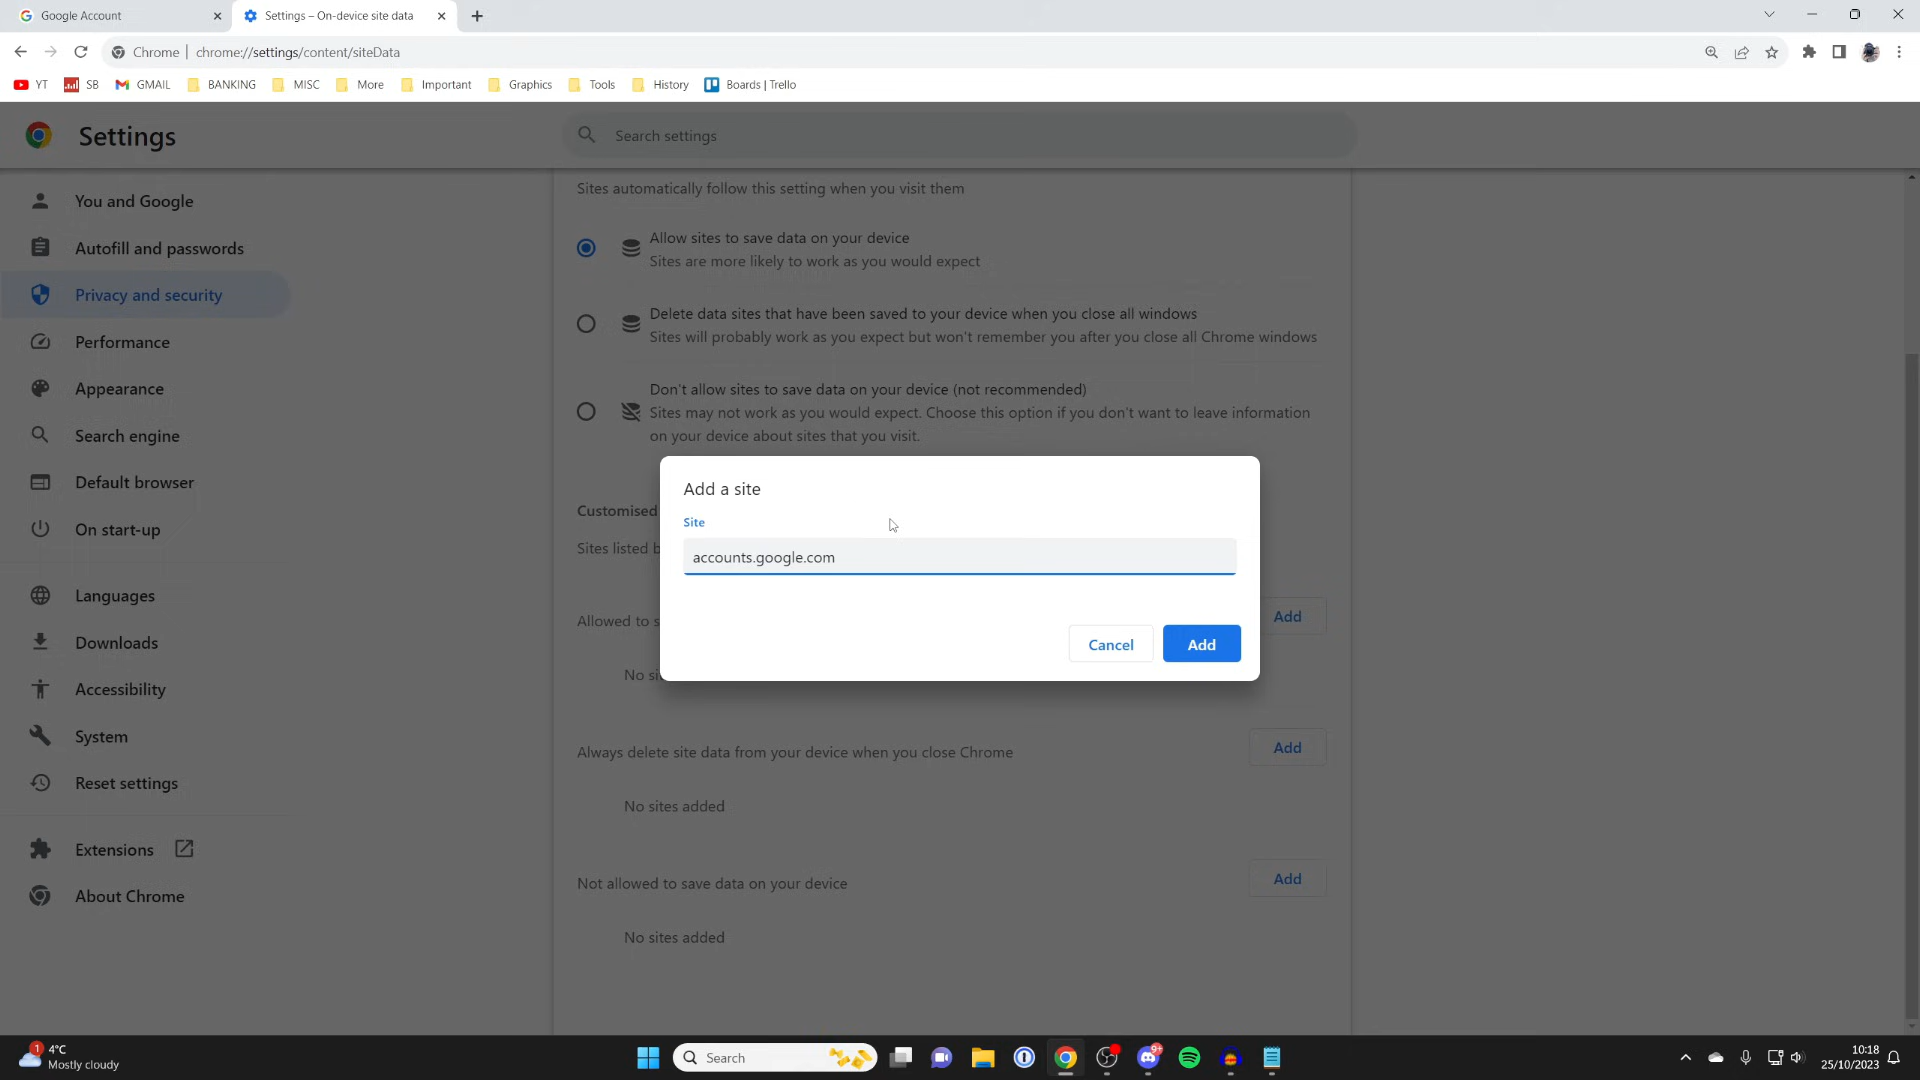 Google Account
Settings – On-device site data
Chrome | chrome://settings/content/siteData
YT SB GMAIL BANKING MISC More Important Graphics Tools History Boards | Trello
Settings
Search settings
You and Google
Autofill and passwords
Privacy and security
Performance
Appearance
Search engine
Default browser
On start-up
Languages
Downloads
Accessibility
System
Reset settings
Extensions
About Chrome
Sites automatically follow this setting when you visit them
Allow sites to save data on your device
Sites are more likely to work as you would expect
Delete data sites that have been saved to your device when you close all windows
Sites will probably work as you expect but won't remember you after you close all Chrome windows
Don't allow sites to save data on your device (not recommended)
Sites may not work as you would expect. Choose this option if you don't want to leave information
on your device about sites that you visit.
Customised
Sites listed
Add a site
Site
accounts.google.com
Cancel Add
Allowed to
Add
No
Always delete site data from your device when you close Chrome
Add
No sites added
Not allowed to save data on your device
Add
No sites added
1
4°C
Mostly cloudy
Search
9+
10:18
25/10/2023